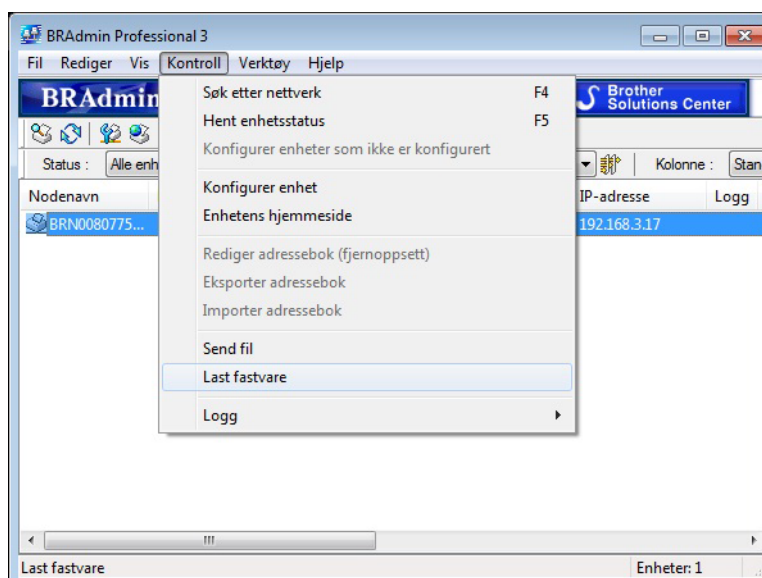 BRAdmin Professional 3
Fil Rediger Vis Kontroll Verktøy Hjelp
BRAdmin
Brother
Solutions Center
Søk etter nettverk F4
Hent enhetsstatus F5
Konfigurer enheter som ikke er konfigurert
Konfigurer enhet
Enhetens hjemmeside
Rediger adressebok (fjernoppsett)
Eksporter adressebok
Importer adressebok
Send fil
Last fastvare
Logg
Status : Alle enh Kolonne : Stan
Nodenavn IP-adresse Logg
BRN0080775... 192.168.3.17
Last fastvare Enheter: 1